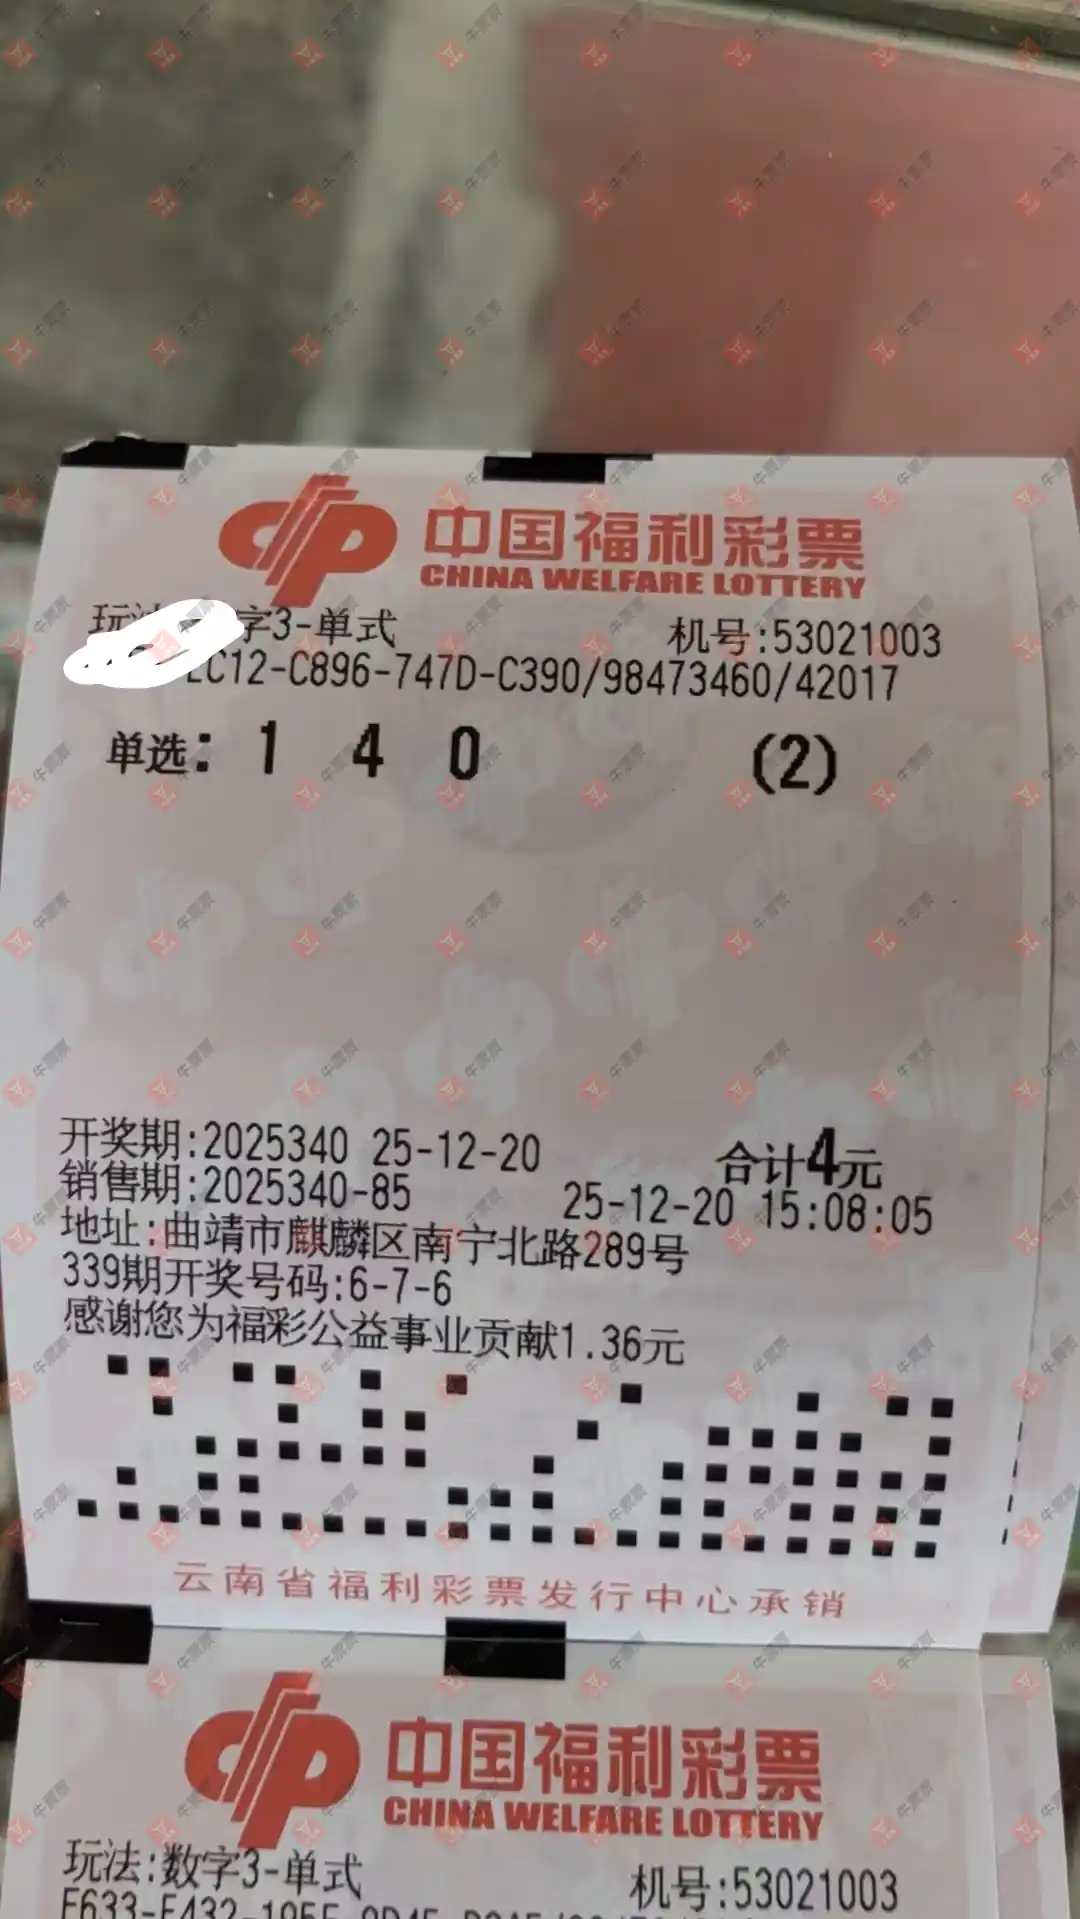 中国福利彩票
CHINA WELFARE LOTTERY
玩 字3-单式 机号:53021003
C12-C896-747D-C390/98473460/42017
单选: 1 4 0 (2)
开奖期:2025340 25-12-20 合计4元
销售期:2025340-85 25-12-20 15:08:05
地址:曲靖市麒麟区南宁北路289号
339期开奖号码:6-7-6
感谢您为福彩公益事业贡献1.36元
云南省福利彩票发行中心承销
中国福利彩票
CHINA WELFARE LOTTERY
玩法:数字3-单式 机号:53021003